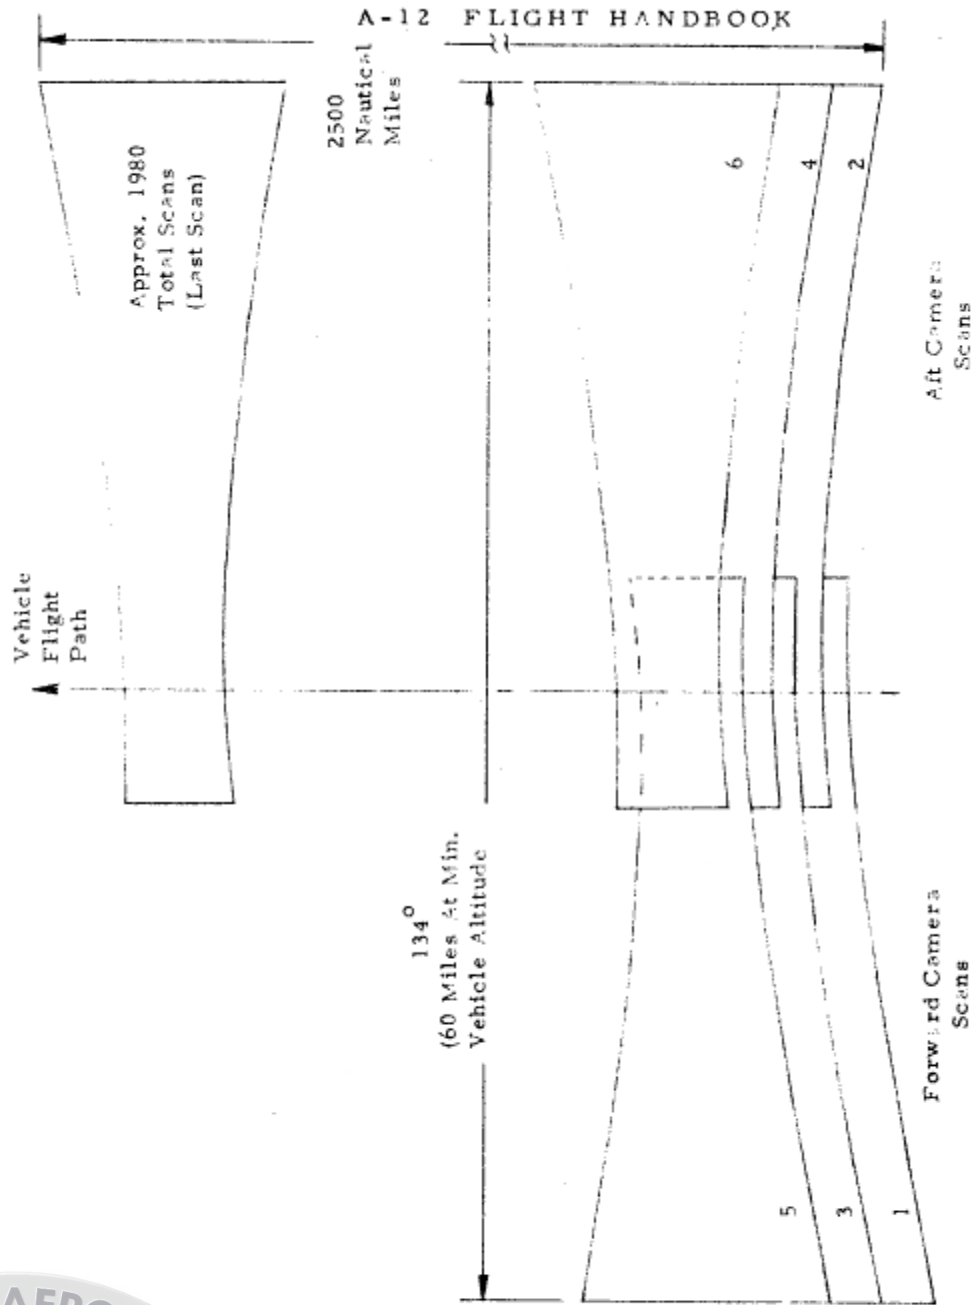 A-12 FLIGHT HANDBOOK
2500
Nautical
Miles
Approx. 1980
Total Scans
(Last Scan)
Vehicle
Flight
Path
6
4
2
Aft Camera
Scans
134°
(60 Miles At Min.
Vehicle Altitude
5
3
1
Forward Camera
Scans